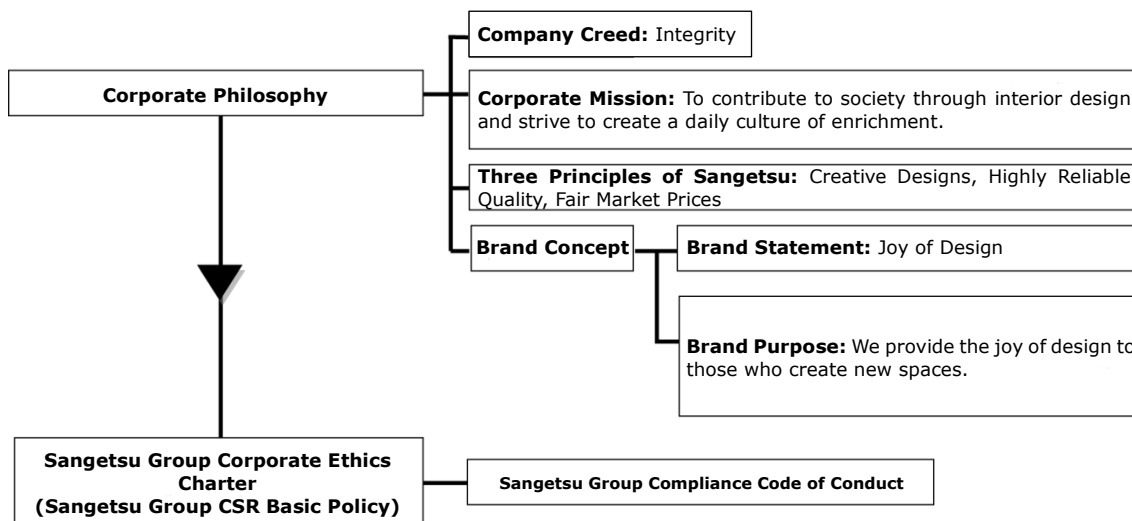 Company Creed: Integrity
Corporate Philosophy
Corporate Mission: To contribute to society through interior design
and strive to create a daily culture of enrichment.
Three Principles of Sangetsu: Creative Designs, Highly Reliable
Quality, Fair Market Prices
Brand Concept
Brand Statement: Joy of Design
Brand Purpose: We provide the joy of design to
those who create new spaces.
Sangetsu Group Corporate Ethics
Charter
(Sangetsu Group CSR Basic Policy)
Sangetsu Group Compliance Code of Conduct